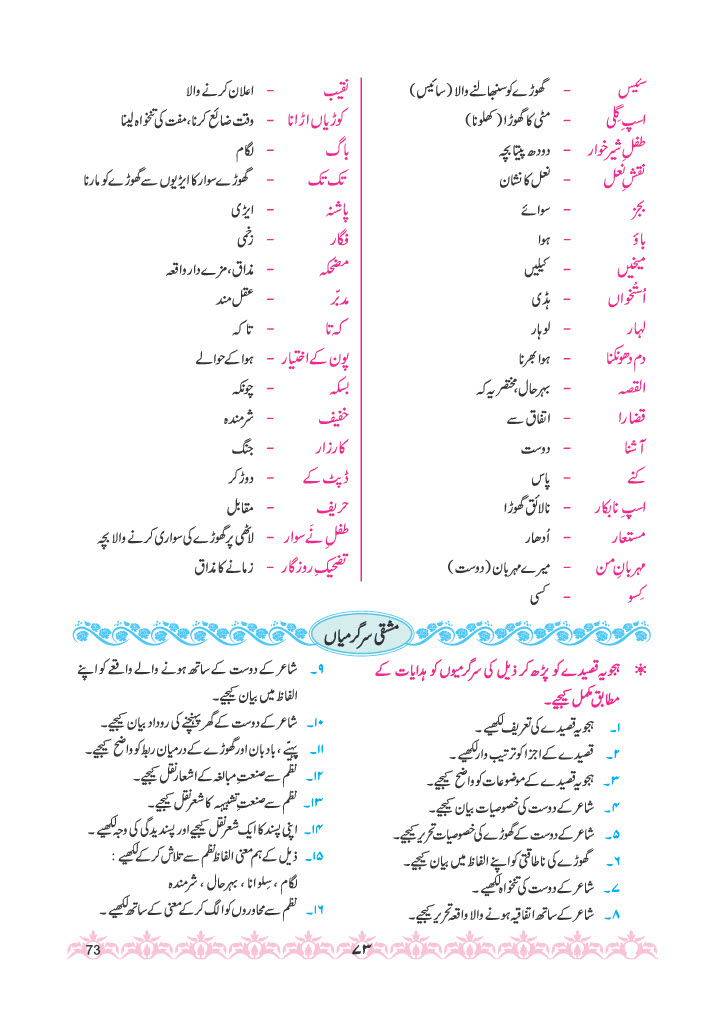 سئیس - گھوڑے کو سنبھالنے والا (سائیس)
اسپِ گِلی - مٹی کا گھوڑا (کھلونا)
طفلِ شیر خوار - دودھ پیتا بچہ
نقشِ نعل - نعل کا نشان
بجز - سوائے
باؤ - ہوا
میخیں - کیلیں
اُستخواں - ہڈی
لہار - لوہار
دم دھونکنا - ہوا بھرنا
القصہ - بہرحال، مختصر یہ کہ
قضارا - اتفاق سے
آشنا - دوست
کنے - پاس
اسپِ نابکار - نالائق گھوڑا
مستعار - اُدھار
مہربانِ من - میرے مہربان (دوست)
کِسو - کسی
نقیب - اعلان کرنے والا
کوڑیاں اڑانا - وقت ضائع کرنا، مفت کی تنخواہ لینا
باگ - لگام
تک تک - گھوڑے سوار کا ایڑیوں سے گھوڑے کو مارنا
پاشنہ - ایڑی
فگار - زخمی
مضحکہ - مذاق، مزے دار واقعہ
مدبّر - عقل مند
کہ تا - تا کہ
پون کے اختیار - ہوا کے حوالے
بسکہ - چونکہ
خفیف - شرمندہ
کارزار - جنگ
ڈپٹ کے - دوڑ کر
حریف - مقابل
طفلِ نَے سوار - لاٹھی پر گھوڑے کی سواری کرنے والا بچہ
تضحیکِ روزگار - زمانے کا مذاق
مشقی سرگرمیاں
* ہجویہ قصیدے کو پڑھ کر ذیل کی سرگرمیوں کو ہدایات کے
مطابق مکمل کیجیے۔
۱۔ ہجویہ قصیدے کی تعریف لکھیے۔
۲۔ قصیدے کے اجزا کو ترتیب وار لکھیے۔
۳۔ ہجویہ قصیدے کے موضوعات کو واضح کیجیے۔
۴۔ شاعر کے دوست کی خصوصیات بیان کیجیے۔
۵۔ شاعر کے دوست کے گھوڑے کی خصوصیات تحریر کیجیے۔
۶۔ گھوڑے کی ناطاقتی کو اپنے الفاظ میں بیان کیجیے۔
۷۔ شاعر کے دوست کی تنخواہ لکھیے۔
۸۔ شاعر کے ساتھ اتفاقیہ ہونے والا واقعہ تحریر کیجیے۔
۹۔ شاعر کے دوست کے ساتھ ہونے والے واقعے کو اپنے
الفاظ میں بیان کیجیے۔
۱۰۔ شاعر کے دوست کے گھر پہنچنے کی روداد بیان کیجیے۔
۱۱۔ پہیّے، بادبان اور گھوڑے کے درمیان ربط کو واضح کیجیے۔
۱۲۔ نظم سے صنعتِ مبالغہ کے اشعار نقل کیجیے۔
۱۳۔ نظم سے صنعتِ تشبیہہ کا شعر نقل کیجیے۔
۱۴۔ اپنی پسند کا ایک شعر نقل کیجیے اور پسندیدگی کی وجہ لکھیے۔
۱۵۔ ذیل کے ہم معنی الفاظ نظم سے تلاش کر کے لکھیے :
لگام ، سلوانا ، بہر حال ، شرمندہ
۱۶۔ نظم سے محاوروں کو الگ کر کے معنی کے ساتھ لکھیے۔
۷۳
73